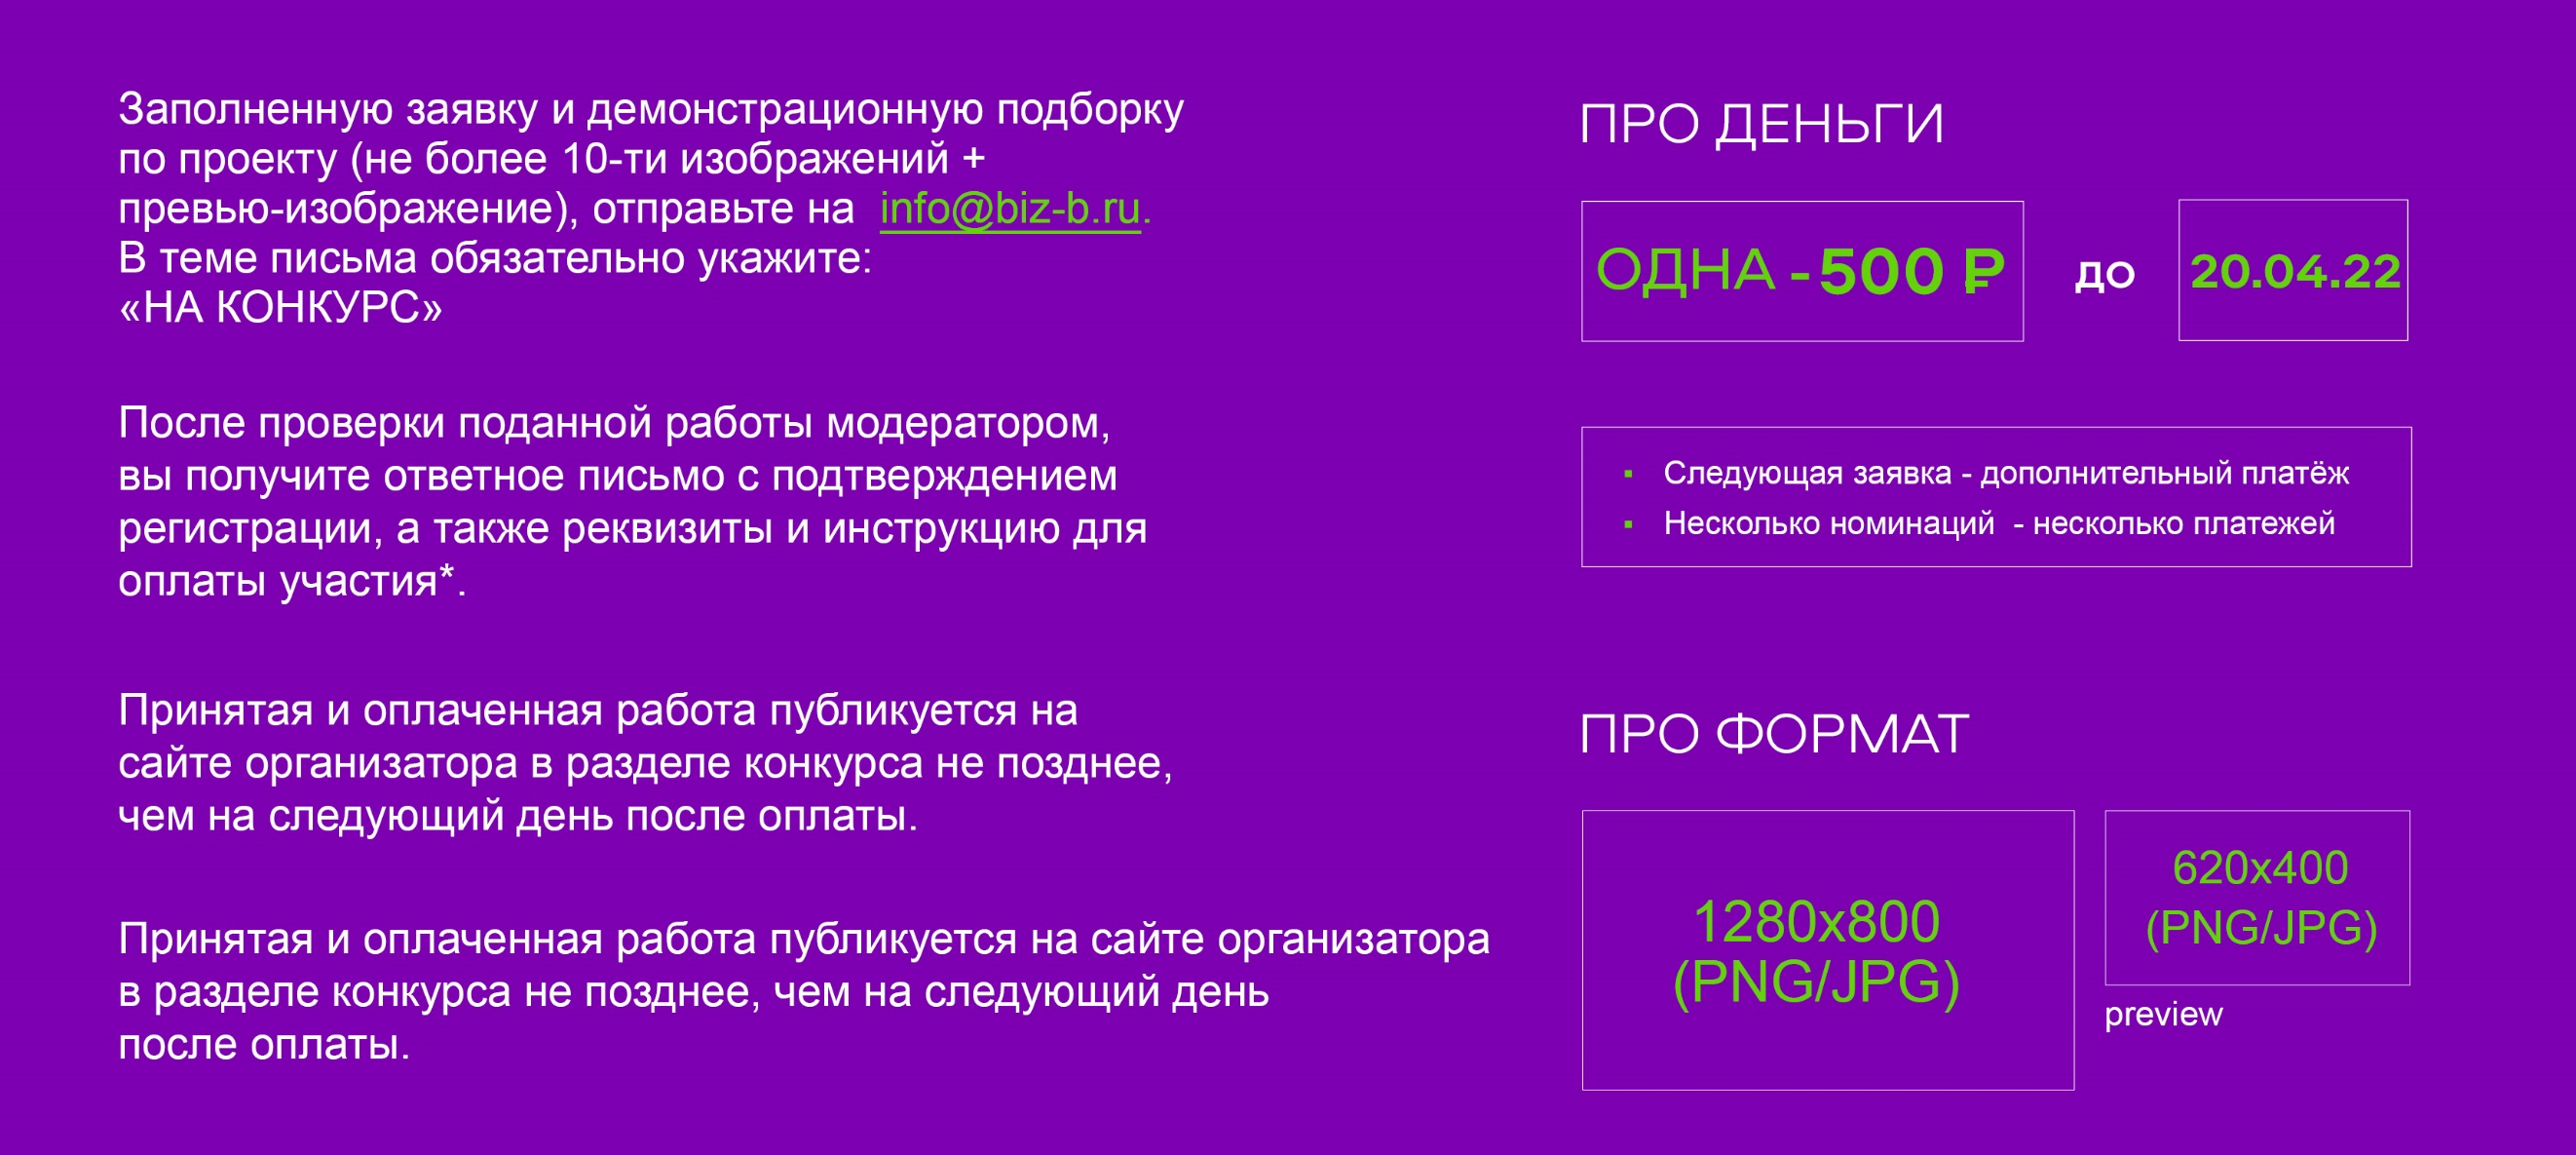 Заполненную заявку и демонстрационную подборку
по проекту (не более 10-ти изображений +
превью-изображение), отправьте на info@biz-b.ru.
В теме письма обязательно укажите:
«НА КОНКУРС»
После проверки поданной работы модератором,
вы получите ответное письмо с подтверждением
регистрации, а также реквизиты и инструкцию для
оплаты участия*.
Принятая и оплаченная работа публикуется на
сайте организатора в разделе конкурса не позднее,
чем на следующий день после оплаты.
Принятая и оплаченная работа публикуется на сайте организатора
в разделе конкурса не позднее, чем на следующий день
после оплаты.
ПРО ДЕНЬГИ
ОДНА - 500 ₽ ДО 20.04.22
▪ Следующая заявка - дополнительный платёж
▪ Несколько номинаций - несколько платежей
ПРО ФОРМАТ
1280x800
(PNG/JPG)
620x400
(PNG/JPG)
preview